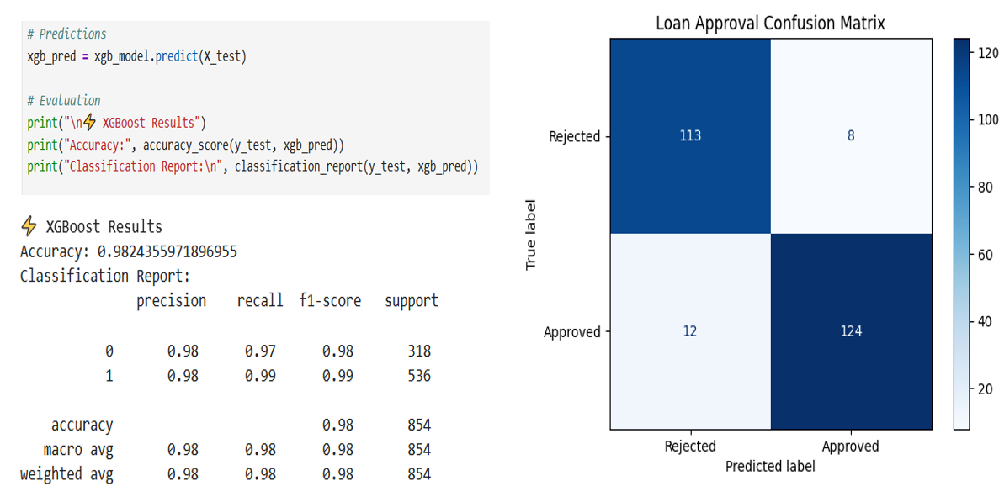 # Predictions
xgb_pred = xgb_model.predict(X_test)
# Evaluation
print("\n⚡ XGBoost Results")
print("Accuracy:", accuracy_score(y_test, xgb_pred))
print("Classification Report:\n", classification_report(y_test, xgb_pred))
⚡ XGBoost Results
Accuracy: 0.9824355971896955
Classification Report:
precision recall f1-score support
0 0.98 0.97 0.98 318
1 0.98 0.99 0.99 536
accuracy 0.98 854
macro avg 0.98 0.98 0.98 854
weighted avg 0.98 0.98 0.98 854
Loan Approval Confusion Matrix
True label
Rejected 113 8
Approved 12 124
Rejected Approved
Predicted label
120
100
80
60
40
20